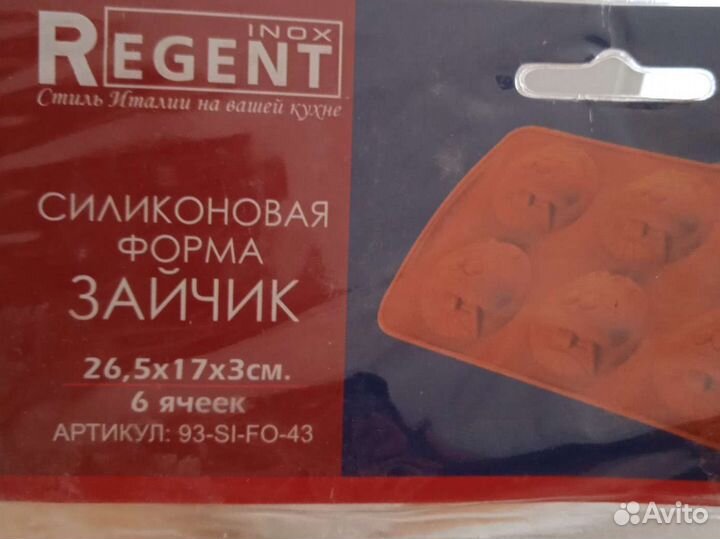 INOX
REGENT
Стиль Италии на вашей кухне
СИЛИКОНОВАЯ
ФОРМА
ЗАЙЧИК
26,5х17х3см.
6 ячеек
АРТИКУЛ: 93-SI-FO-43
Avito